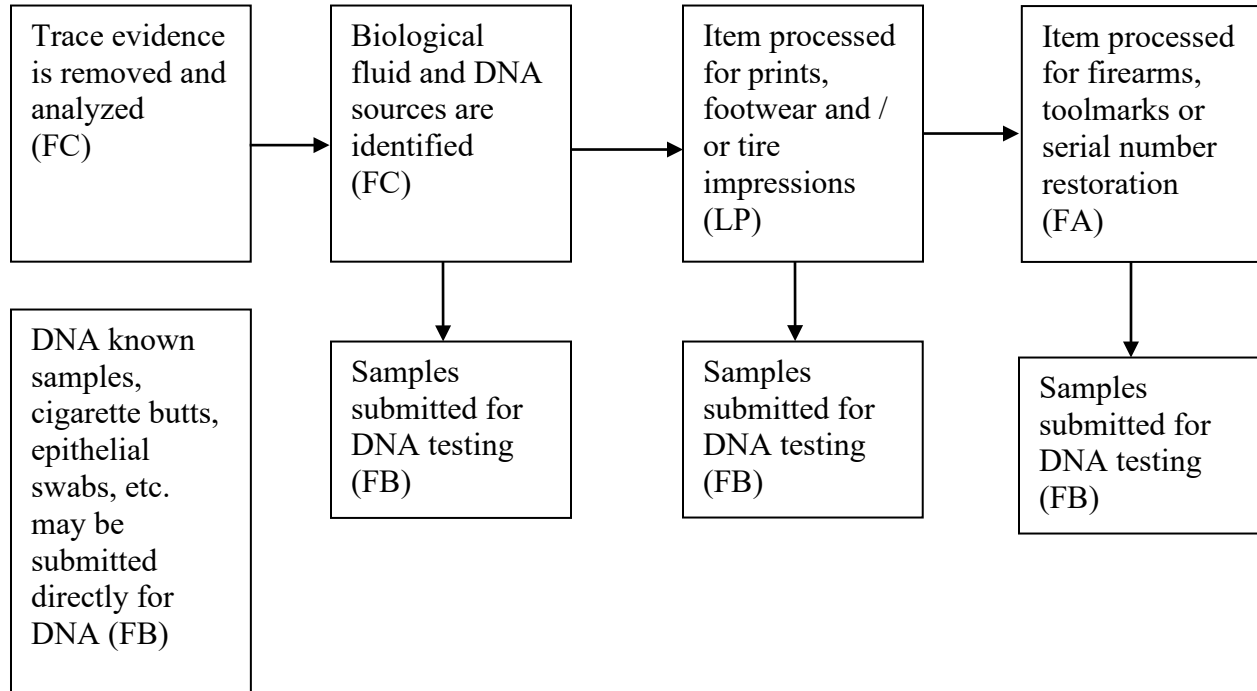 Trace evidence
is removed and
analyzed
(FC)
Biological
fluid and DNA
sources are
identified
(FC)
Item processed
for prints,
footwear and /
or tire
impressions
(LP)
Item processed
for firearms,
toolmarks or
serial number
restoration
(FA)
DNA known
samples,
cigarette butts,
epithelial
swabs, etc.
may be
submitted
directly for
DNA (FB)
Samples
submitted for
DNA testing
(FB)
Samples
submitted for
DNA testing
(FB)
Samples
submitted for
DNA testing
(FB)